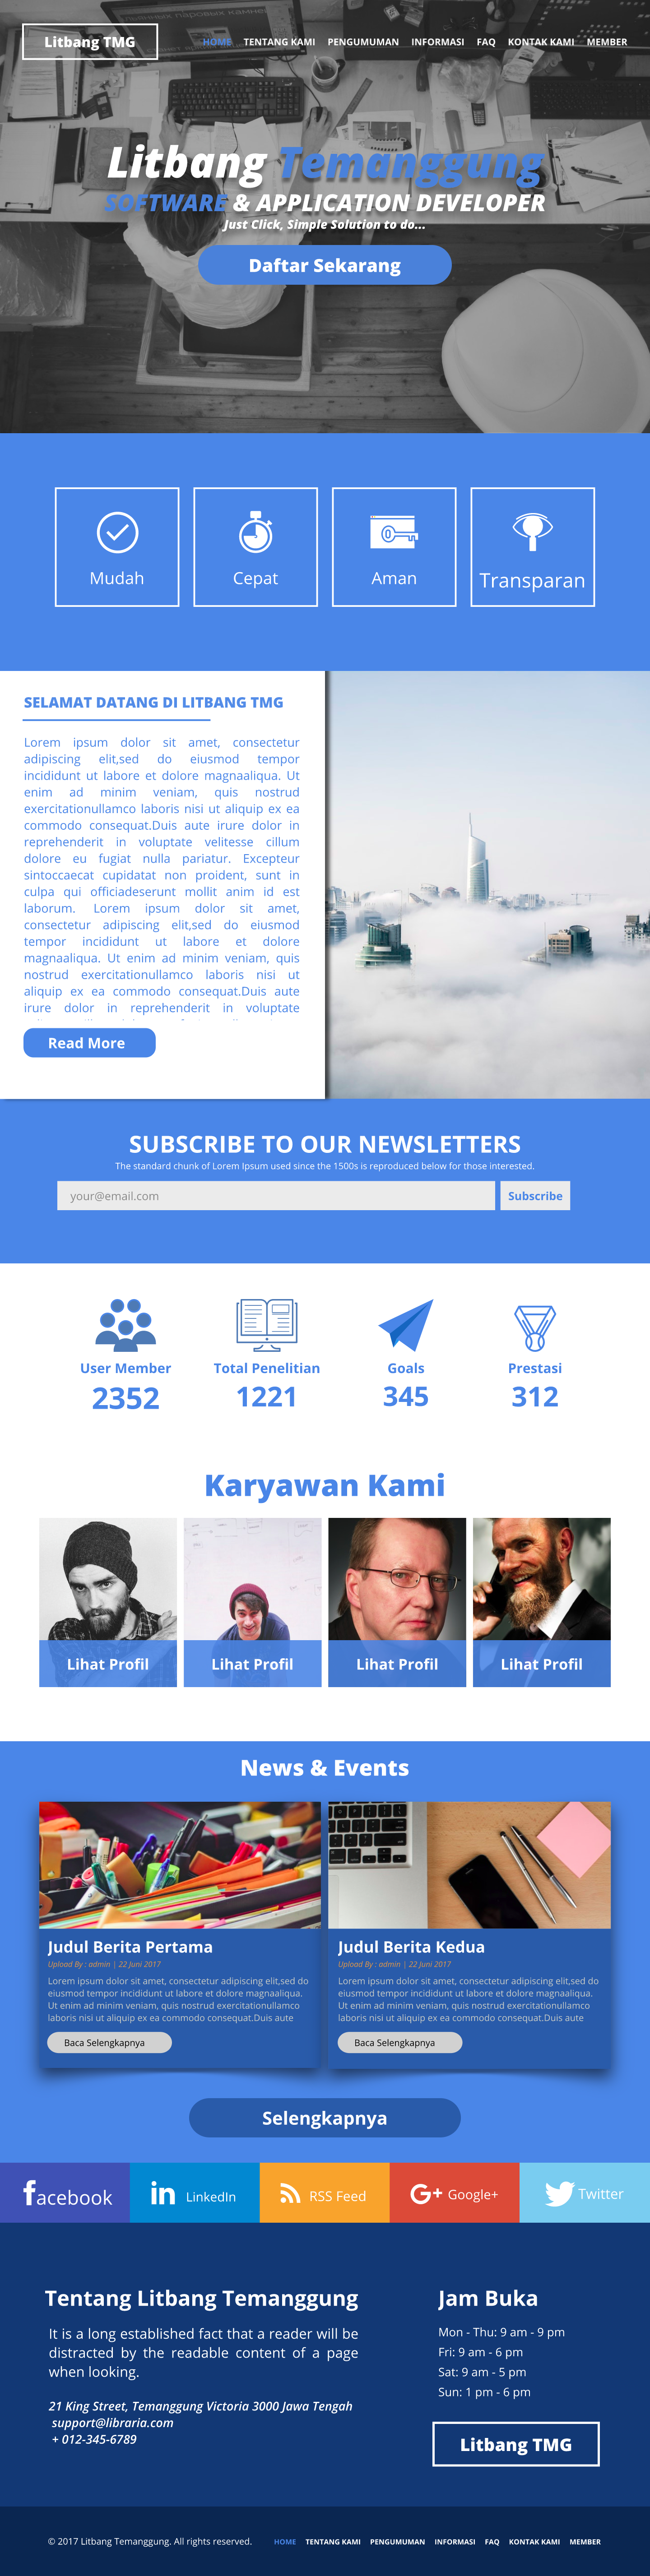 Litbang TMG
HOME TENTANG KAMI PENGUMUMAN INFORMASI FAQ KONTAK KAMI MEMBER
Litbang Temanggung
SOFTWARE & APPLICATION DEVELOPER
Just Click, Simple Solution to do...
Daftar Sekarang
Mudah
Cepat
Aman
Transparan
SELAMAT DATANG DI LITBANG TMG
Lorem ipsum dolor sit amet, consectetur
adipiscing elit,sed do eiusmod tempor
incididunt ut labore et dolore magnaaliqua. Ut
enim ad minim veniam, quis nostrud
exercitationullamco laboris nisi ut aliquip ex ea
commodo consequat.Duis aute irure dolor in
reprehenderit in voluptate velitesse cillum
dolore eu fugiat nulla pariatur. Excepteur
sintoccaecat cupidatat non proident, sunt in
culpa qui officiadeserunt mollit anim id est
laborum. Lorem ipsum dolor sit amet,
consectetur adipiscing elit,sed do eiusmod
tempor incididunt ut labore et dolore
magnaaliqua. Ut enim ad minim veniam, quis
nostrud exercitationullamco laboris nisi ut
aliquip ex ea commodo consequat.Duis aute
irure dolor in reprehenderit in voluptate
Read More
SUBSCRIBE TO OUR NEWSLETTERS
The standard chunk of Lorem Ipsum used since the 1500s is reproduced below for those interested.
your@email.com
Subscribe
User Member
2352
Total Penelitian
1221
Goals
345
Prestasi
312
Karyawan Kami
Lihat Profil
Lihat Profil
Lihat Profil
Lihat Profil
News & Events
Judul Berita Pertama
Upload By : admin | 22 Juni 2017
Lorem ipsum dolor sit amet, consectetur adipiscing elit,sed do
eiusmod tempor incididunt ut labore et dolore magnaaliqua.
Ut enim ad minim veniam, quis nostrud exercitationullamco
laboris nisi ut aliquip ex ea commodo consequat.Duis aute
Baca Selengkapnya
Judul Berita Kedua
Upload By : admin | 22 Juni 2017
Lorem ipsum dolor sit amet, consectetur adipiscing elit,sed do
eiusmod tempor incididunt ut labore et dolore magnaaliqua.
Ut enim ad minim veniam, quis nostrud exercitationullamco
laboris nisi ut aliquip ex ea commodo consequat.Duis aute
Baca Selengkapnya
Selengkapnya
facebook
in LinkedIn
RSS Feed
G+ Google+
Twitter
Tentang Litbang Temanggung
It is a long established fact that a reader will be
distracted by the readable content of a page
when looking.
21 King Street, Temanggung Victoria 3000 Jawa Tengah
support@libraria.com
+ 012-345-6789
Jam Buka
Mon - Thu: 9 am - 9 pm
Fri: 9 am - 6 pm
Sat: 9 am - 5 pm
Sun: 1 pm - 6 pm
Litbang TMG
© 2017 Litbang Temanggung. All rights reserved.
HOME TENTANG KAMI PENGUMUMAN INFORMASI FAQ KONTAK KAMI MEMBER